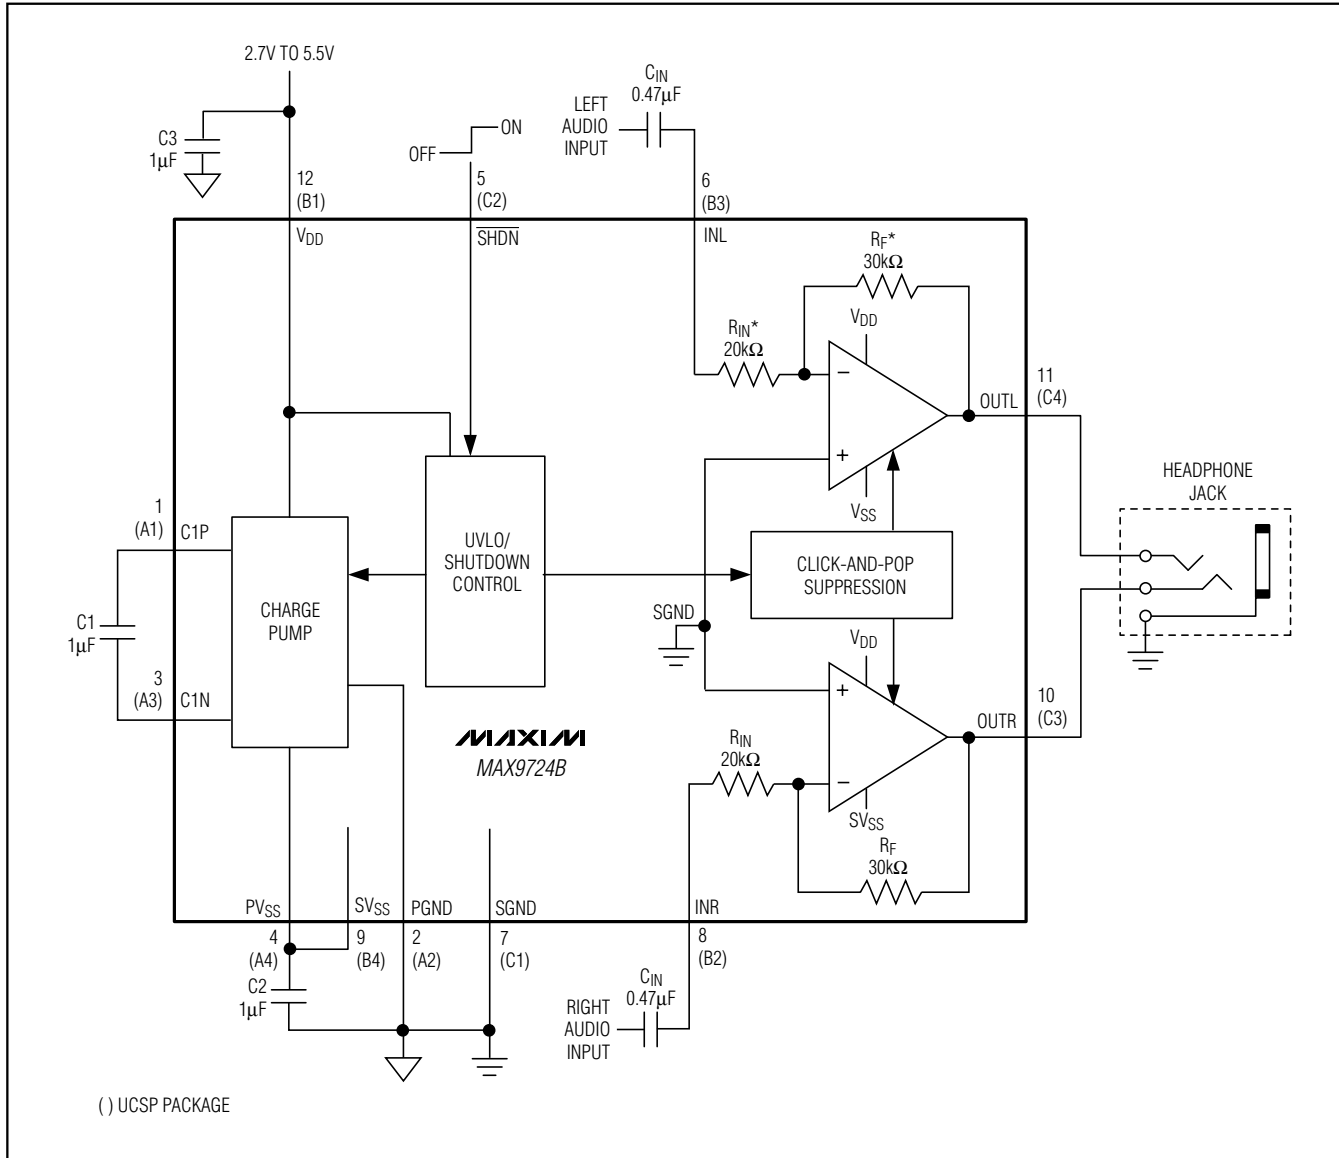 2.7V TO 5.5V
C3
1µF
OFF
ON
LEFT
AUDIO
INPUT
CIN
0.47µF
12
(B1)
5
(C2)
6
(B3)
VDD
SHDN
INL
RF*
30kΩ
RIN*
20kΩ
VDD
−
+
VSS
OUTL
11
(C4)
HEADPHONE
JACK
1
(A1)
C1P
C1
1µF
3
(A3)
C1N
CHARGE
PUMP
UVLO/
SHUTDOWN
CONTROL
CLICK-AND-POP
SUPPRESSION
SGND
VDD
+
−
SVSS
OUTR
10
(C3)
MAXIM
MAX9724B
RIN
20kΩ
RF
30kΩ
PVSS
SVSS
PGND
SGND
INR
4
(A4)
9
(B4)
2
(A2)
7
(C1)
8
(B2)
C2
1µF
CIN
0.47µF
RIGHT
AUDIO
INPUT
( ) UCSP PACKAGE